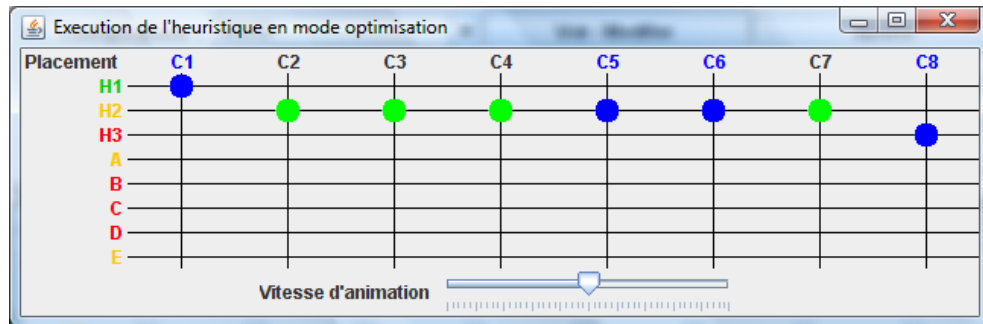 Execution de l'heuristique en mode optimisation
Placement C1 C2 C3 C4 C5 C6 C7 C8
H1
H2
H3
A
B
C
D
E
Vitesse d'animation